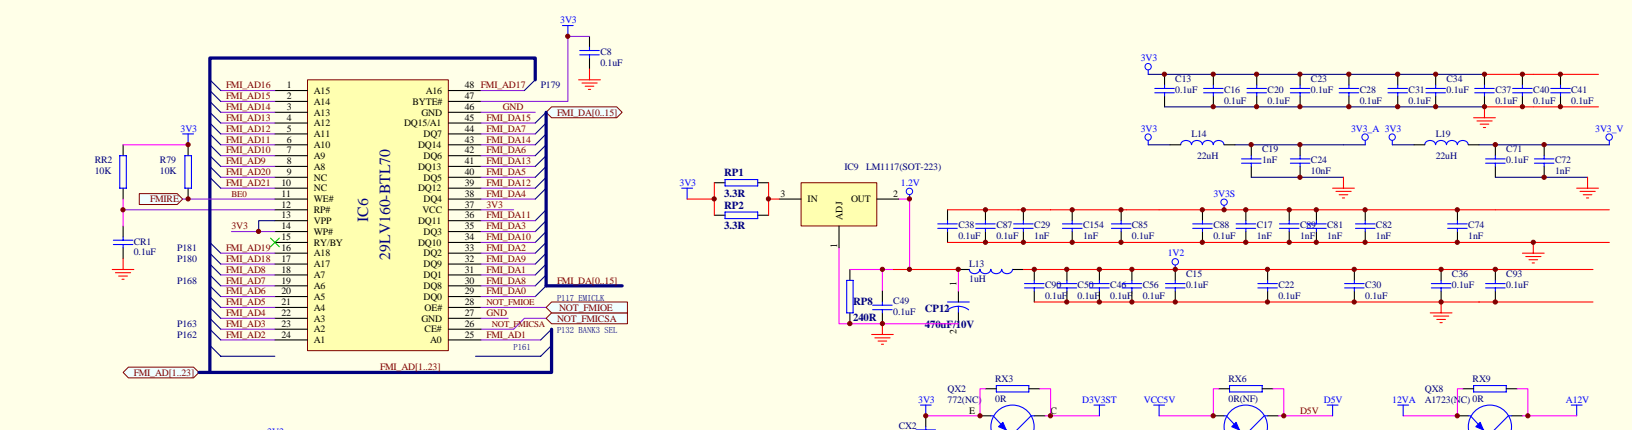 3V3
C8
0.1uF
FMI_AD16 1 A15 A16 48 FMI_AD17 P179
FMI_AD15 2 A14 BYTE# 47
FMI_AD14 3 A13 GND 46 GND
FMI_AD13 4 A12 DQ15/A1 45 FMI_DA15
FMI_AD12 5 A11 DQ7 44 FMI_DA7
FMI_AD11 6 A10 DQ14 43 FMI_DA14
FMI_AD10 7 A9 DQ6 42 FMI_DA6
FMI_AD9 8 A8 DQ13 41 FMI_DA13
FMI_AD20 9 NC DQ5 40 FMI_DA5
FMI_AD21 10 NC DQ12 39 FMI_DA12
BE0 11 WE# DQ4 38 FMI_DA4
12 RP# VCC 37 3V3
13 VPP DQ11 36 FMI_DA11
3V3 14 WP# DQ3 35 FMI_DA3
15 RY/BY DQ10 34 FMI_DA10
P181 FMI_AD19 16 A18 DQ2 33 FMI_DA2
P180 FMI_AD18 17 A17 DQ9 32 FMI_DA9
FMI_AD8 18 A7 DQ1 31 FMI_DA1
P168 FMI_AD7 19 A6 DQ8 30 FMI_DA8
FMI_AD6 20 A5 DQ0 29 FMI_DA0
FMI_AD5 21 A4 OE# 28 NOT_FMIOE
FMI_AD4 22 A3 GND 27 GND
P163 FMI_AD3 23 A2 CE# 26 NOT_FMICSA
P162 FMI_AD2 24 A1 A0 25 FMI_AD1
IC6
29LV160-BTL70
3V3
RR2
10K
R79
10K
FMIRE
CR1
0.1uF
FMI_DA[0..15]
FMI_DA[0..15]
P117 EMICLK
NOT_FMIOE
NOT_FMICSA
P132 BANK3 SEL
P161
FMI_AD[1..23]
FMI_AD[1..23]
3V3
RP1
3.3R
RP2
3.3R
IC9 LM1117(SOT-223)
3 IN OUT 2
ADJ
1
1.2V
RP8
240R
C49
0.1uF
CP12
470uF/10V
1
2
L13
1uH
3V3
C13
0.1uF
C16
0.1uF
C20
0.1uF
C23
0.1uF
C28
0.1uF
C31
0.1uF
C34
0.1uF
C37
0.1uF
C40
0.1uF
C41
0.1uF
3V3
L14
22uH
C19
1nF
C24
10nF
3V3_A
3V3
L19
22uH
C71
0.1uF
C72
1nF
3V3_V
3V3S
C38
0.1uF
C87
0.1uF
C29
1nF
C154
0.1uF
C85
0.1uF
C88
0.1uF
C17
1nF
C89
0.1uF
C81
1nF
C82
1nF
C74
1nF
1V2
C90
0.1uF
C50
0.1uF
C46
0.1uF
C56
0.1uF
C15
0.1uF
C22
0.1uF
C30
0.1uF
C36
0.1uF
C93
0.1uF
3V3
QX2
772(NC)
RX3
0R
E
C
D3V3ST
CX2
VCC5V
RX6
0R(NF)
D5V
D5V
12VA
QX8
A1723(NC)
RX9
0R
A12V